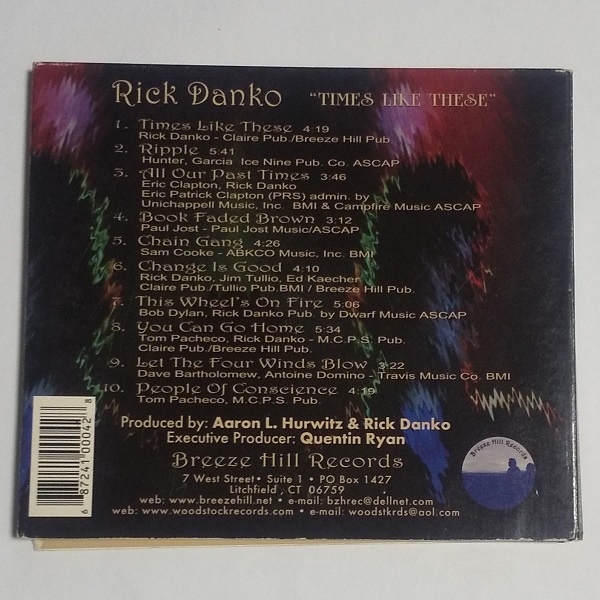 Rick Danko "TIMES LIKE THESE"
1. Times Like These 4:19
Rick Danko - Claire Pub./Breeze Hill Pub.
2. Ripple 5:41
Hunter, Garcia Ice Nine Pub. Co. ASCAP
3. All Our Past Times 3:46
Eric Clapton, Rick Danko
Eric Patrick Clapton (PRS) admin. by
Unichappell Music, Inc. BMI & Campfire Music ASCAP
4. Book Faded Brown 3:12
Paul Jost - Paul Jost Music/ASCAP
5. Chain Gang 4:26
Sam Cooke - ABKCO Music, Inc. BMI
6. Change Is Good 4:10
Rick Danko, Jim Tullio, Ed Kaecher
Claire Pub./Tullio Pub.BMI / Breeze Hill Pub.
7. This Wheel's On Fire 5:06
Bob Dylan, Rick Danko Pub. by Dwarf Music ASCAP
8. You Can Go Home 5:34
Tom Pacheco, Rick Danko - M.C.P.S. Pub.
Claire Pub./Breeze Hill Pub.
9. Let The Four Winds Blow 3:22
Dave Bartholomew, Antoine Domino - Travis Music Co. BMI
10. People Of Conscience 4:19
Tom Pacheco, M.C.P.S. Pub.
Produced by: Aaron L. Hurwitz & Rick Danko
Executive Producer: Quentin Ryan
Breeze Hill Records
7 West Street • Suite 1 • PO Box 1427
Litchfield, CT 06759
web: www.breezehill.net • e-mail: bzhrec@dellnet.com
web: www.woodstockrecords.com • e-mail: woodstkrds@aol.com
6 87241 00042 8
Breeze Hill Records